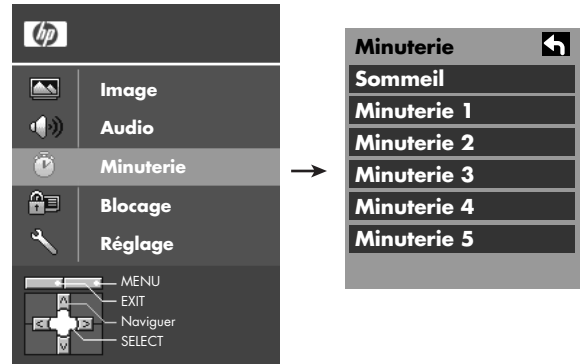 hp
Image
Audio
Minuterie
Blocage
Réglage
MENU
EXIT
Naviguer
SELECT
Minuterie
Sommeil
Minuterie 1
Minuterie 2
Minuterie 3
Minuterie 4
Minuterie 5